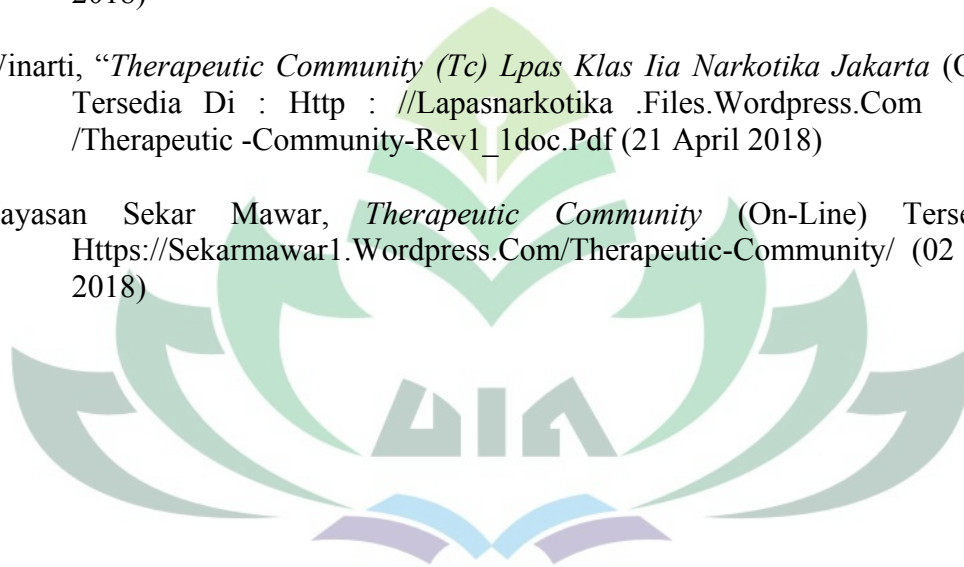 2018)
Winarti, “Therapeutic Community (Tc) Lpas Klas Iia Narkotika Jakarta (O
Tersedia Di : Http : //Lapasnarkotika .Files.Wordpress.Com
/Therapeutic -Community-Rev1_1doc.Pdf (21 April 2018)
ayasan Sekar Mawar, Therapeutic Community (On-Line) Terse
Https://Sekarmawar1.Wordpress.Com/Therapeutic-Community/ (02
2018)
UIN